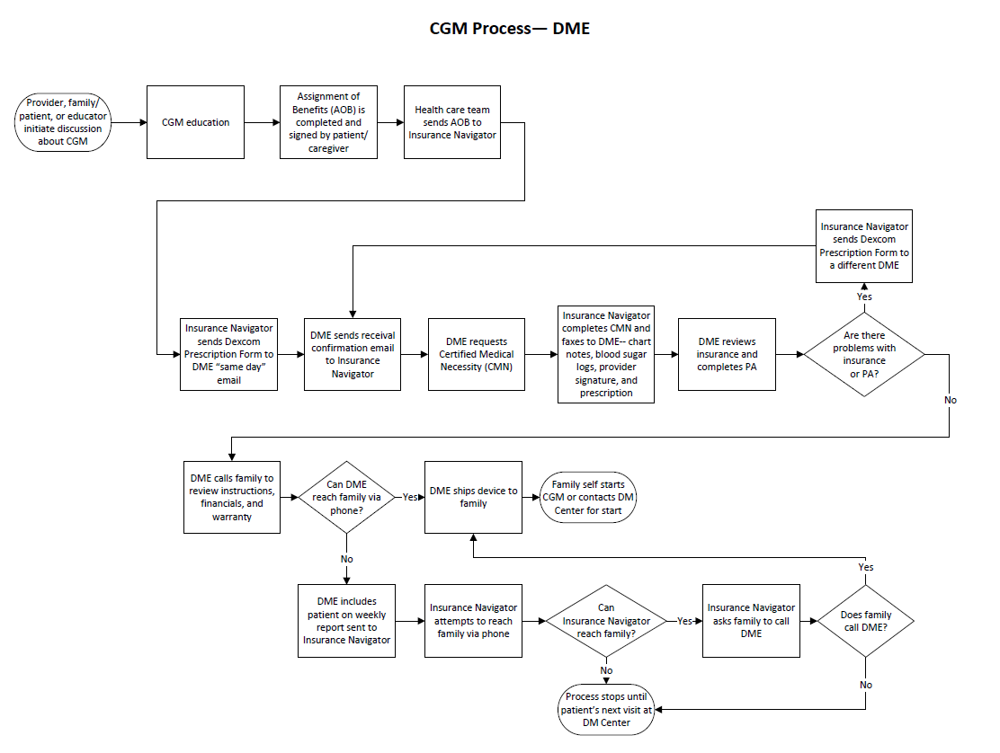 CGM Process— DME
Provider, family/
patient, or educator
initiate discussion
about CGM
CGM education
Assignment of
Benefits (AOB) is
completed and
signed by patient/
caregiver
Health care team
sends AOB to
Insurance Navigator
Insurance Navigator
sends Dexcom
Prescription Form to
a different DME
Yes
Insurance Navigator
sends Dexcom
Prescription Form to
DME “same day”
email
DME sends receival
confirmation email
to Insurance
Navigator
DME requests
Certified Medical
Necessity (CMN)
Insurance Navigator
completes CMN and
faxes to DME-- chart
notes, blood sugar
logs, provider
signature, and
prescription
DME reviews
insurance and
completes PA
Are there
problems with
insurance
or PA?
No
DME calls family to
review instructions,
financials, and
warranty
Can DME
reach family via
phone?
Yes
DME ships device to
family
Family self starts
CGM or contacts DM
Center for start
No
Yes
DME includes
patient on weekly
report sent to
Insurance Navigator
Insurance Navigator
attempts to reach
family via phone
Can
Insurance Navigator
reach family?
Yes
Insurance Navigator
asks family to call
DME
Does family
call DME?
No
No
Process stops until
patient’s next visit at
DM Center